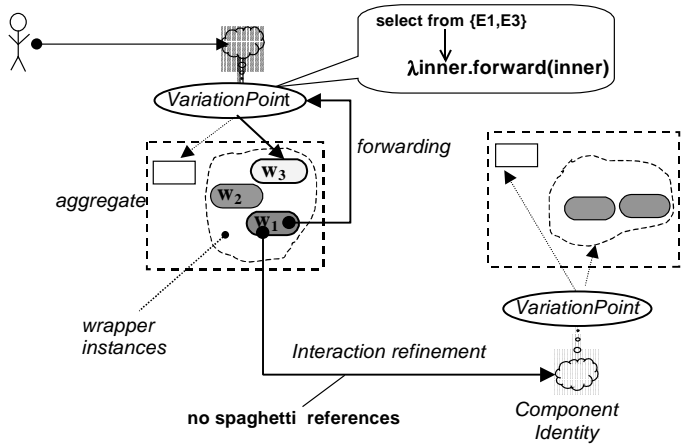 select from {E1,E3}
λinner.forward(inner)
VariationPoint
forwarding
w3
w2
w1
aggregate
wrapper
instances
VariationPoint
Interaction refinement
no spaghetti references
Component
Identity